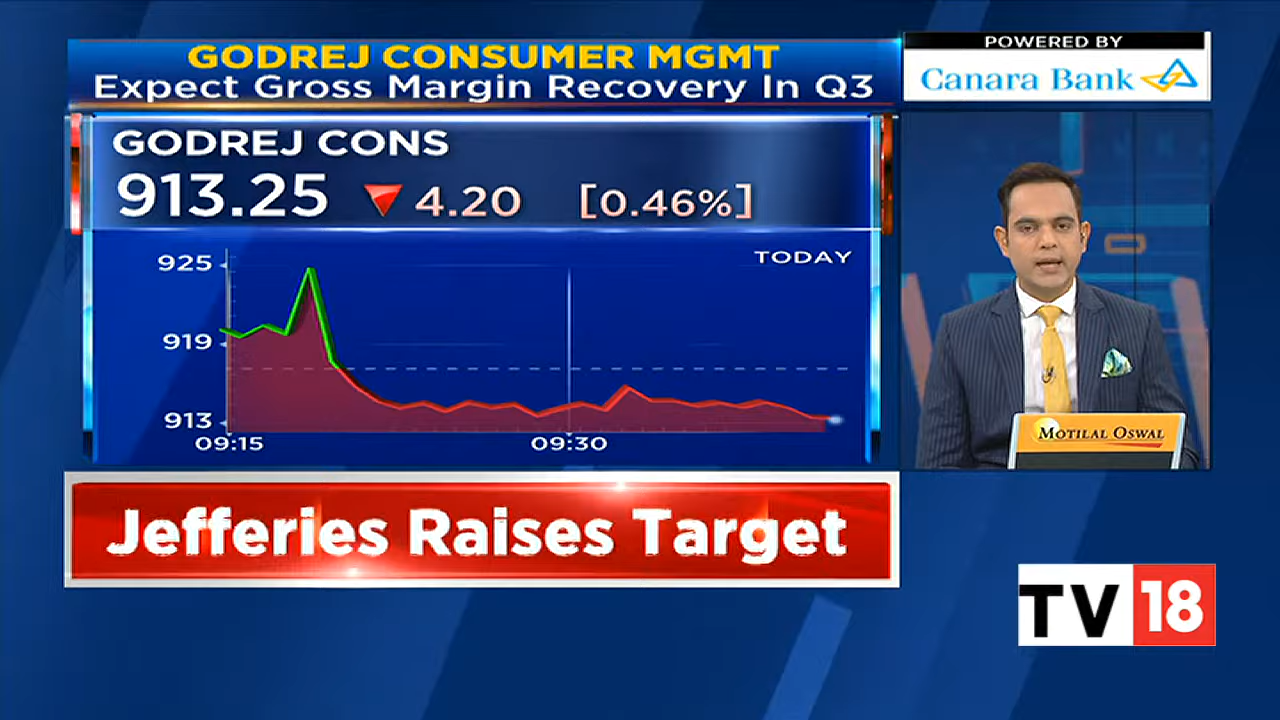 GODREJ CONSUMER MGMT
Expect Gross Margin Recovery In Q3
POWERED BY
Canara Bank
GODREJ CONS
913.25 ▼ 4.20 [0.46%]
TODAY
925
919
913
09:15 09:30
MOTILAL OSWAL
Jefferies Raises Target
TV18